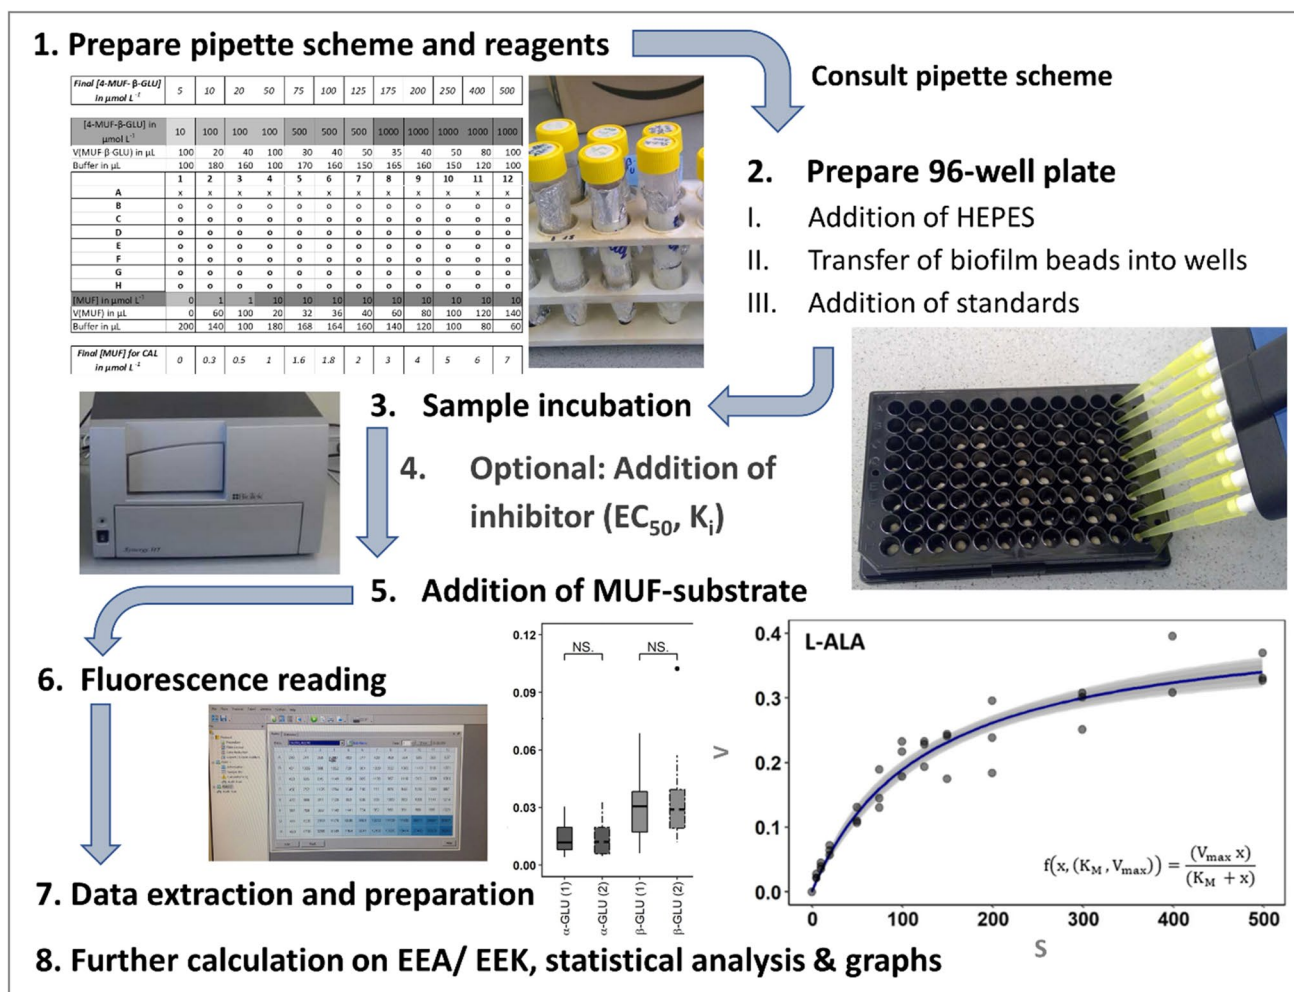 1. Prepare pipette scheme and reagents
Consult pipette scheme
Final [4-MUF- β-GLU] 5 10 20 50 75 100 125 175 200 250 400 500
in µmol L⁻¹
[4-MUF-β-GLU] in 10 100 100 100 500 500 500 1000 1000 1000 1000 1000
µmol L⁻¹
V(MUF-β-GLU) in µL 100 20 40 100 30 40 50 35 40 50 80 100
Buffer in µL 100 180 160 100 170 160 150 165 160 150 120 100
1 2 3 4 5 6 7 8 9 10 11 12
A x x x x x x x x x x x x
B o o o o o o o o o o o o
C o o o o o o o o o o o o
D o o o o o o o o o o o o
E o o o o o o o o o o o o
F o o o o o o o o o o o o
G o o o o o o o o o o o o
H o o o o o o o o o o o o
[MUF] in µmol L⁻¹ 0 1 1 10 10 10 10 10 10 10 10 10
V(MUF) in µL 0 60 100 20 32 36 40 60 80 100 120 140
Buffer in µL 200 140 100 180 168 164 160 140 120 100 80 60
Final [MUF] for CAL 0 0.3 0.5 1 1.6 1.8 2 3 4 5 6 7
in µmol L⁻¹
2. Prepare 96-well plate
I. Addition of HEPES
II. Transfer of biofilm beads into wells
III. Addition of standards
3. Sample incubation
4. Optional: Addition of
inhibitor (EC₅₀, Kᵢ)
5. Addition of MUF-substrate
6. Fluorescence reading
0.12
0.09
0.06
0.03
0.00
NS.
NS.
α-GLU (1)
α-GLU (2)
β-GLU (1)
β-GLU (2)
L-ALA
0.4
0.3
0.2
0.1
0.0
V
0 100 200 300 400 500
S
f(x, (K_M, V_max)) = (V_max x) / (K_M + x)
7. Data extraction and preparation
8. Further calculation on EEA/ EEK, statistical analysis & graphs